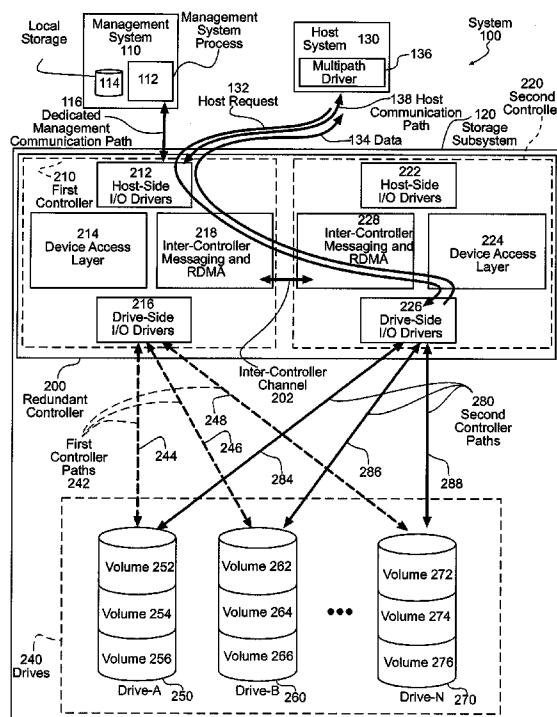 Local
Storage
Management
System
110
114
112
Management
System
Process
Host
System
130
Multipath
Driver
136
System
100
116
Dedicated
Management
Communication Path
132
Host Request
138 Host
Communication
Path
134 Data
220
Second
Controller
120
Storage
Subsystem
210
First
Controller
212
Host-Side
I/O Drivers
222
Host-Side
I/O Drivers
214
Device Access
Layer
218
Inter-Controller
Messaging and
RDMA
228
Inter-Controller
Messaging and
RDMA
224
Device Access
Layer
216
Drive-Side
I/O Drivers
226
Drive-Side
I/O Drivers
200
Redundant
Controller
Inter-Controller
Channel
202
First
Controller
Paths
242
244
248
246
284
286
288
280
Second
Controller
Paths
Volume 252
Volume 254
Volume 256
Volume 262
Volume 264
Volume 266
Volume 272
Volume 274
Volume 276
240
Drives
Drive-A
250
Drive-B
260
Drive-N
270